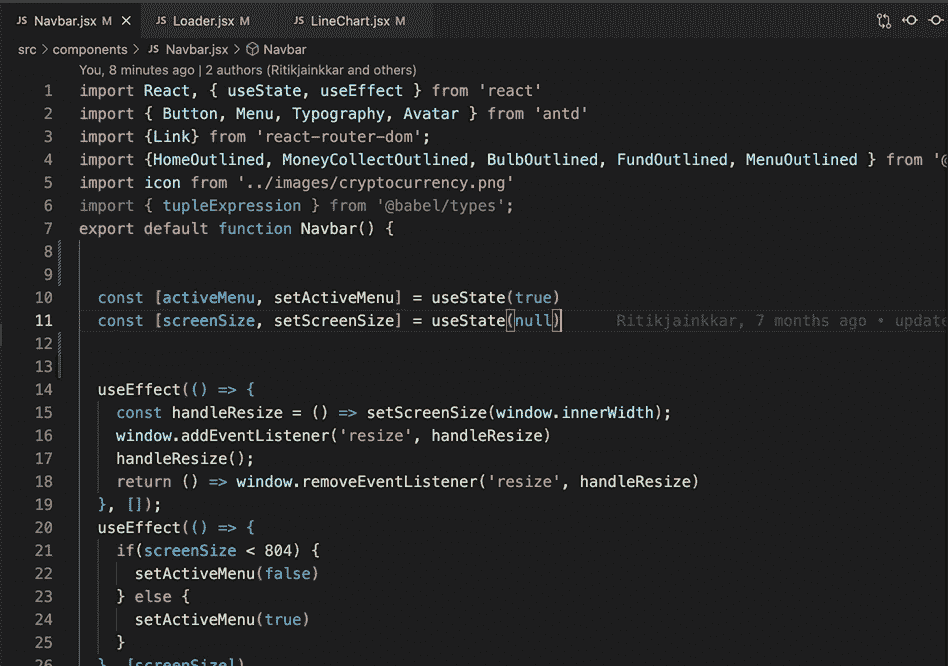 JS Navbar.jsx M × JS Loader.jsx M JS LineChart.jsx M
src > components > JS Navbar.jsx > Navbar
You, 8 minutes ago | 2 authors (Ritikjainkkar and others)
1 import React, { useState, useEffect } from 'react'
2 import { Button, Menu, Typography, Avatar } from 'antd'
3 import {Link} from 'react-router-dom';
4 import {HomeOutlined, MoneyCollectOutlined, BulbOutlined, FundOutlined, MenuOutlined } from '@
5 import icon from '../images/cryptocurrency.png'
6 import { tupleExpression } from '@babel/types';
7 export default function Navbar() {
8
9
10 const [activeMenu, setActiveMenu] = useState(true)
11 const [screenSize, setScreenSize] = useState(null) Ritikjainkkar, 7 months ago • update
12
13
14 useEffect(() => {
15 const handleResize = () => setScreenSize(window.innerWidth);
16 window.addEventListener('resize', handleResize)
17 handleResize();
18 return () => window.removeEventListener('resize', handleResize)
19 }, []);
20 useEffect(() => {
21 if(screenSize < 804) {
22 setActiveMenu(false)
23 } else {
24 setActiveMenu(true)
25 }
26 }, [screenSize])